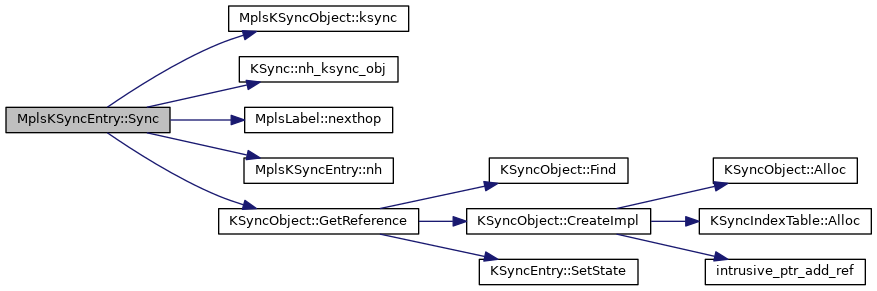 MplsKSyncObject::ksync
KSync::nh_ksync_obj
MplsKSyncEntry::Sync
MplsLabel::nexthop
MplsKSyncEntry::nh
KSyncObject::GetReference
KSyncObject::Find
KSyncObject::CreateImpl
KSyncEntry::SetState
KSyncObject::Alloc
KSyncIndexTable::Alloc
intrusive_ptr_add_ref